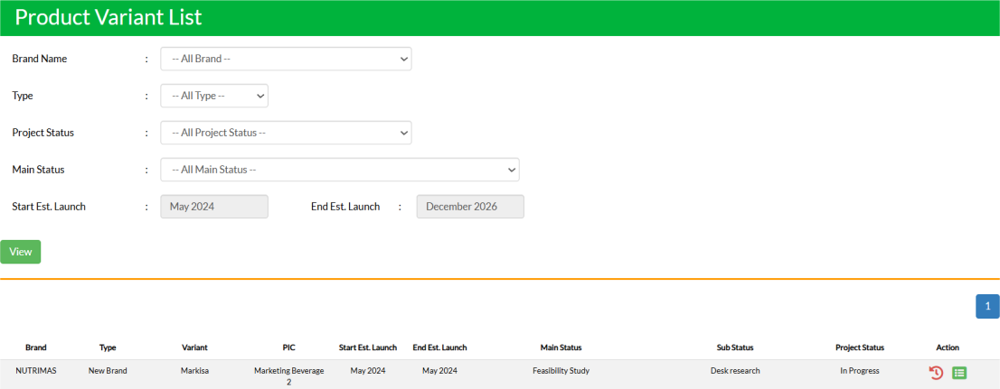 Product Variant List
Brand Name : -- All Brand --
Type : -- All Type --
Project Status : -- All Project Status --
Main Status : -- All Main Status --
Start Est. Launch : May 2024 End Est. Launch : December 2026
View
1
Brand Type Variant PIC Start Est. Launch End Est. Launch Main Status Sub Status Project Status Action
NUTRIMAS New Brand Markisa Marketing Beverage May 2024 May 2024 Feasibility Study Desk research In Progress
2